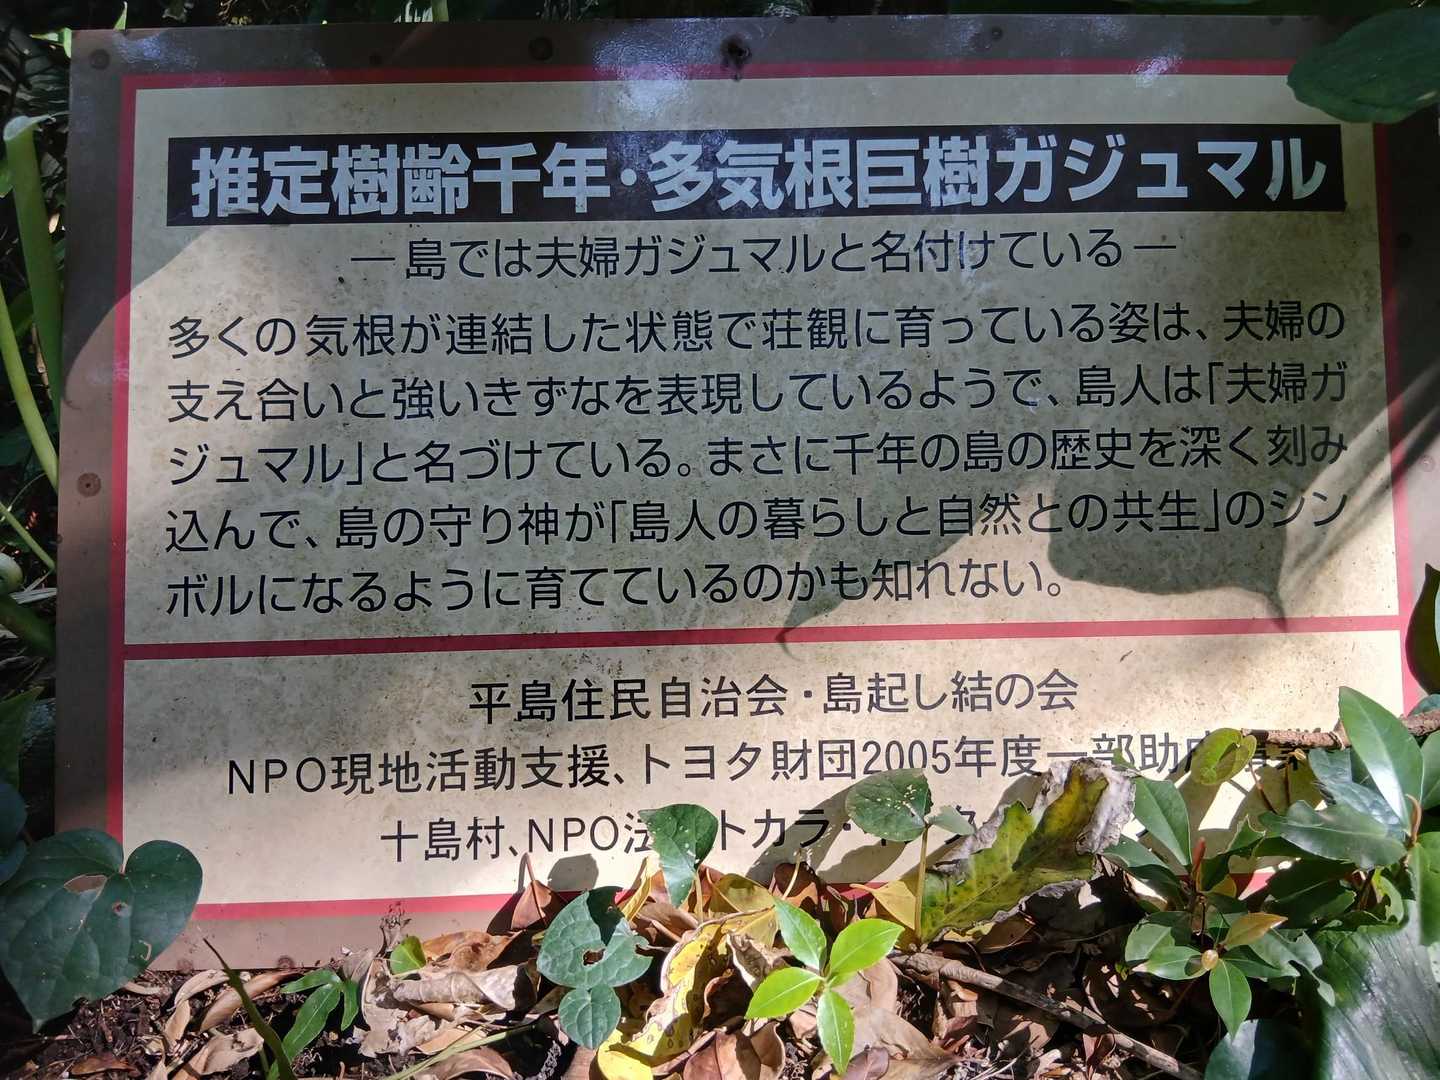 推定樹齢千年・多気根巨樹ガジュマル
―島では夫婦ガジュマルと名付けている―
多くの気根が連結した状態で荘観に育っている姿は、夫婦の
支え合いと強いきずなを表現しているようで、島人は「夫婦ガ
ジュマル」と名づけている。まさに千年の島の歴史を深く刻み
込んで、島の守り神が「島人の暮らしと自然との共生」のシン
ボルになるように育てているのかも知れない。
平島住民自治会・島起し結の会
NPO現地活動支援、トヨタ財団2005年度一部助
十島村、NPO法 トカラ・